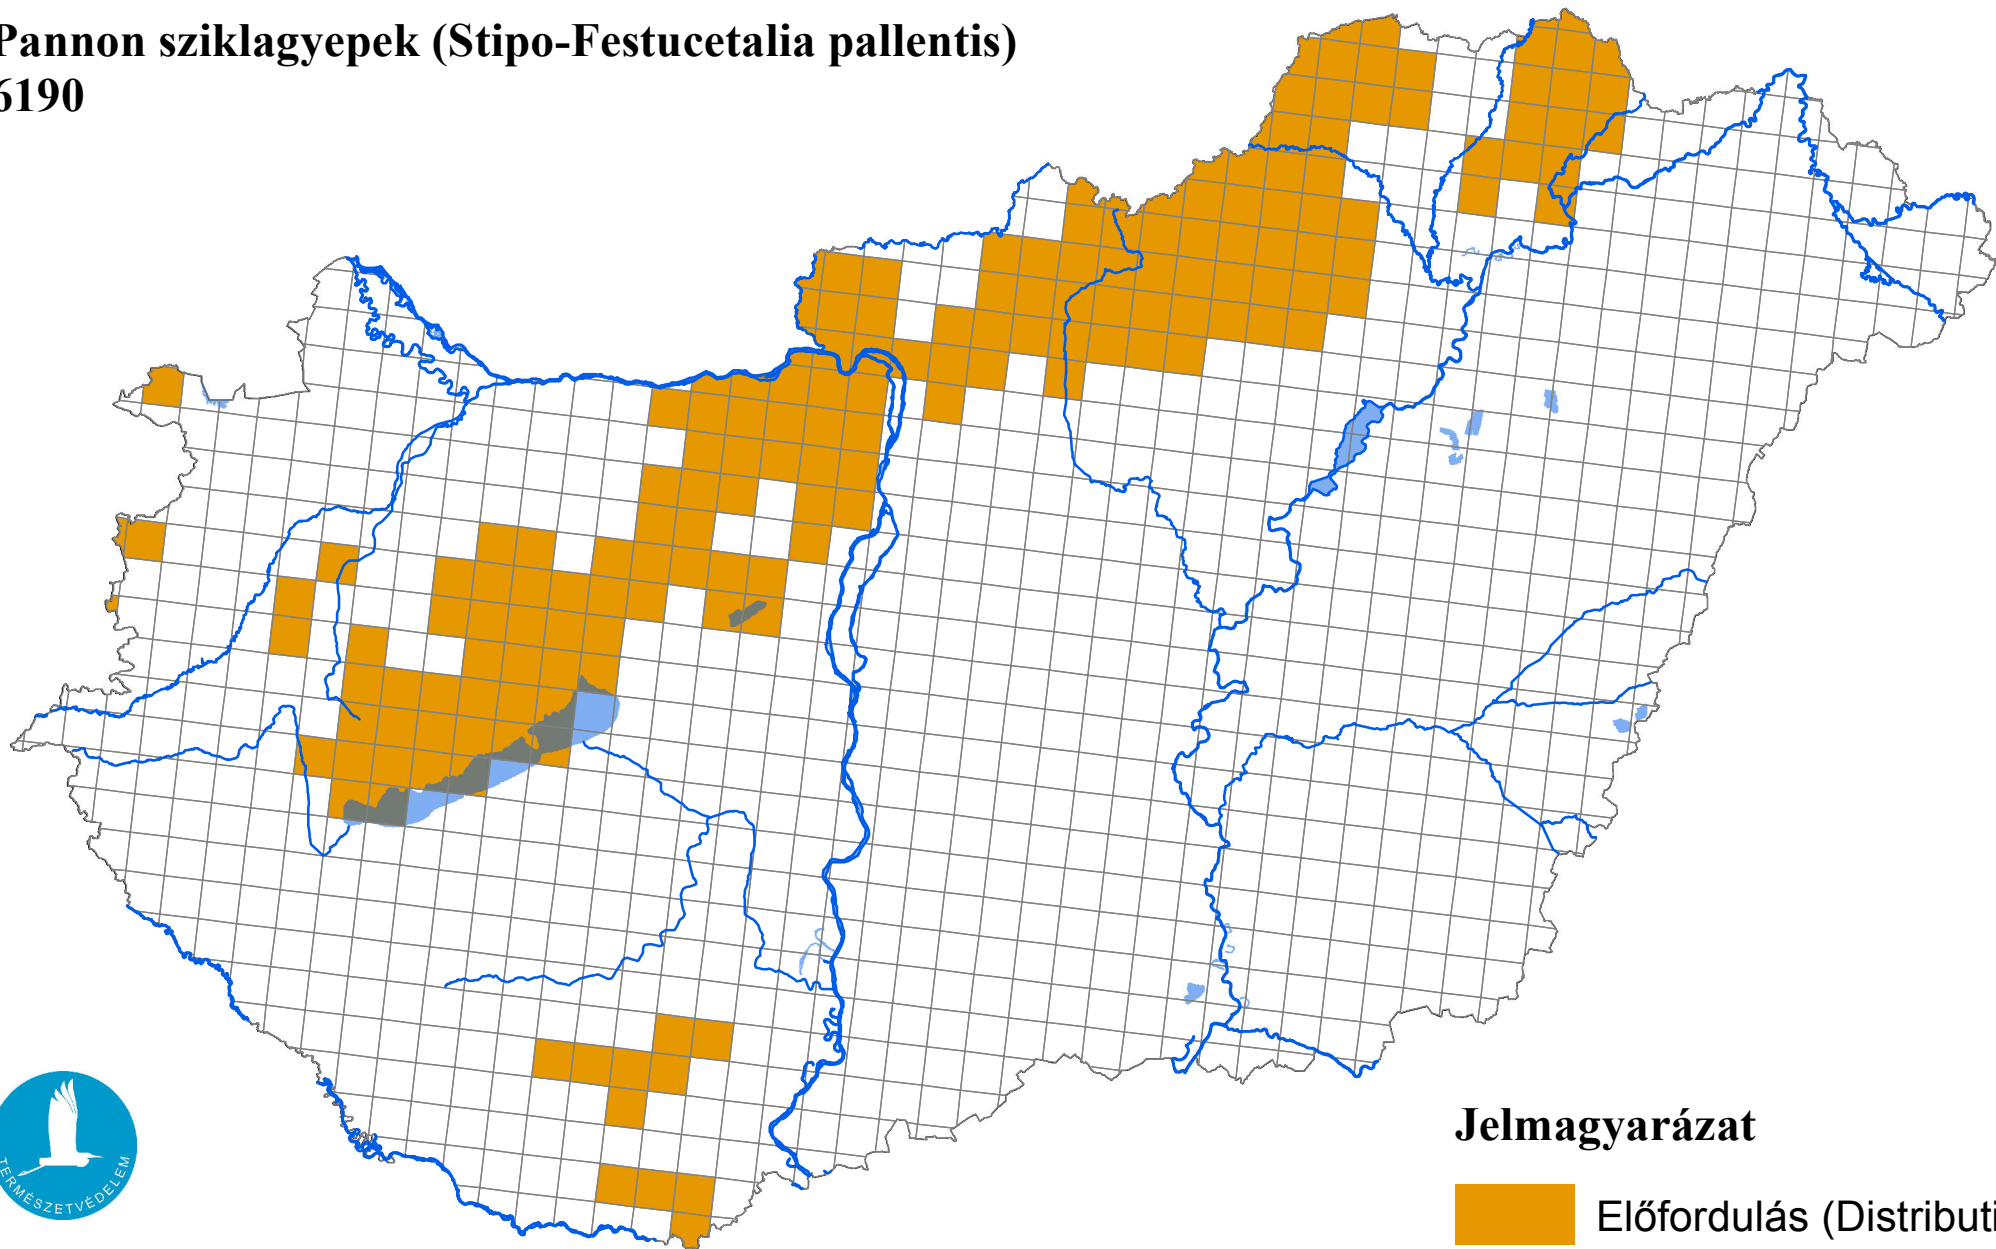 Pannon sziklagyepek (Stipo-Festucetalia pallentis)
6190
TERMÉSZETVÉDELEM
Jelmagyarázat
Előfordulás (Distributi